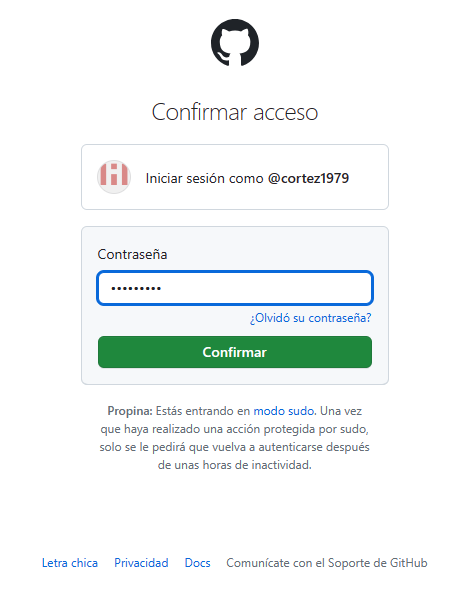 Confirmar acceso
Iniciar sesión como @cortez1979
Contraseña
•••••••••
¿Olvidó su contraseña?
Confirmar
Propina: Estás entrando en modo sudo. Una vez
que haya realizado una acción protegida por sudo,
solo se le pedirá que vuelva a autenticarse después
de unas horas de inactividad.
Letra chica Privacidad Docs Comunícate con el Soporte de GitHub